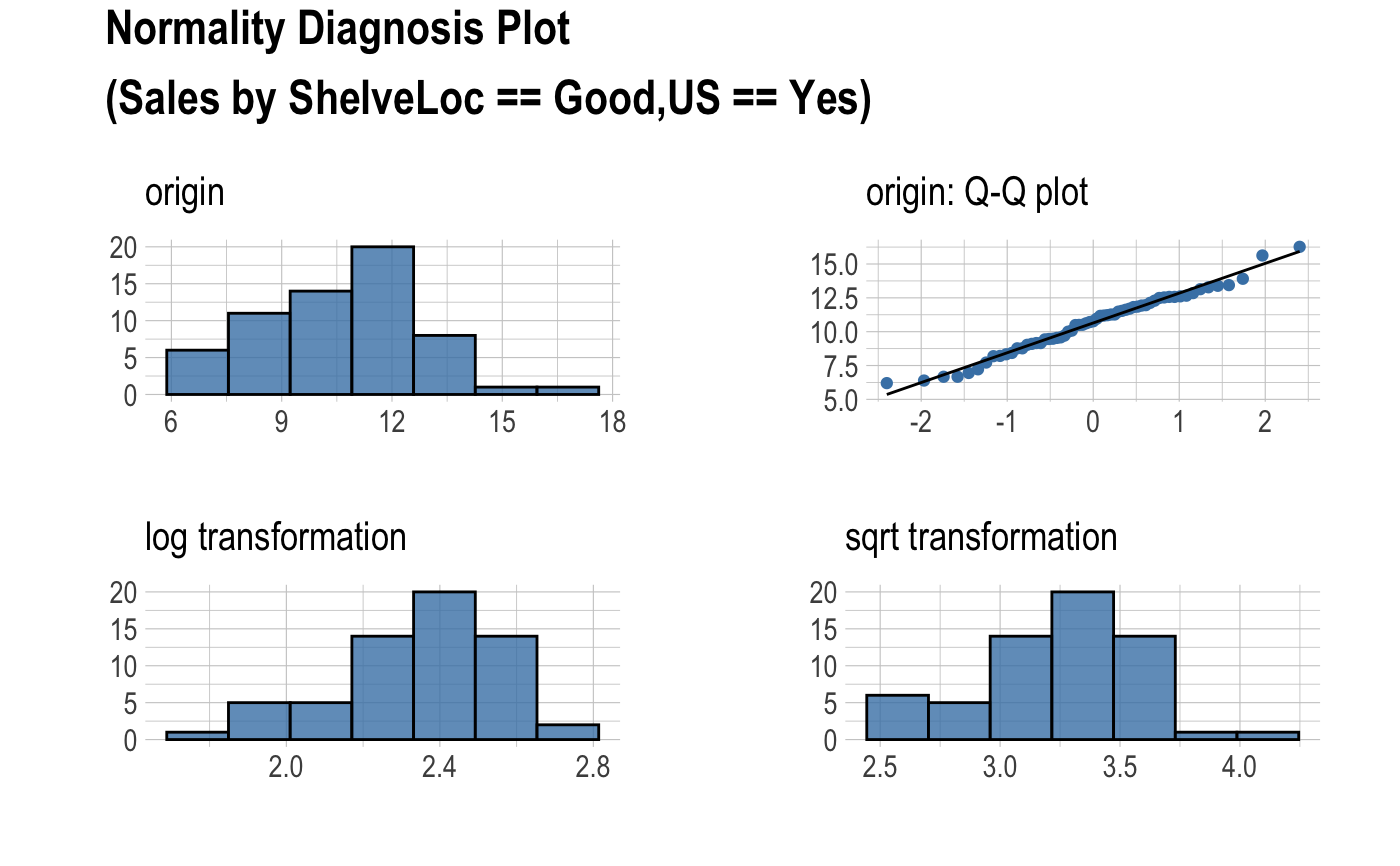 Normality Diagnosis Plot
(Sales by ShelveLoc == Good,US == Yes)
origin
20
15
10
5
0
6 9 12 15 18
origin: Q-Q plot
15.0
12.5
10.0
7.5
5.0
-2 -1 0 1 2
log transformation
20
15
10
5
0
2.0 2.4 2.8
sqrt transformation
20
15
10
5
0
2.5 3.0 3.5 4.0